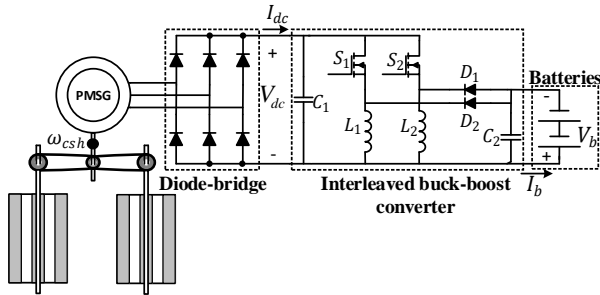 I_dc
PMSG
ω_csh
+
V_dc
-
C_1
S_1
S_2
L_1
L_2
D_1
D_2
C_2
Batteries
-
V_b
+
I_b
Diode-bridge
Interleaved buck-boost
converter